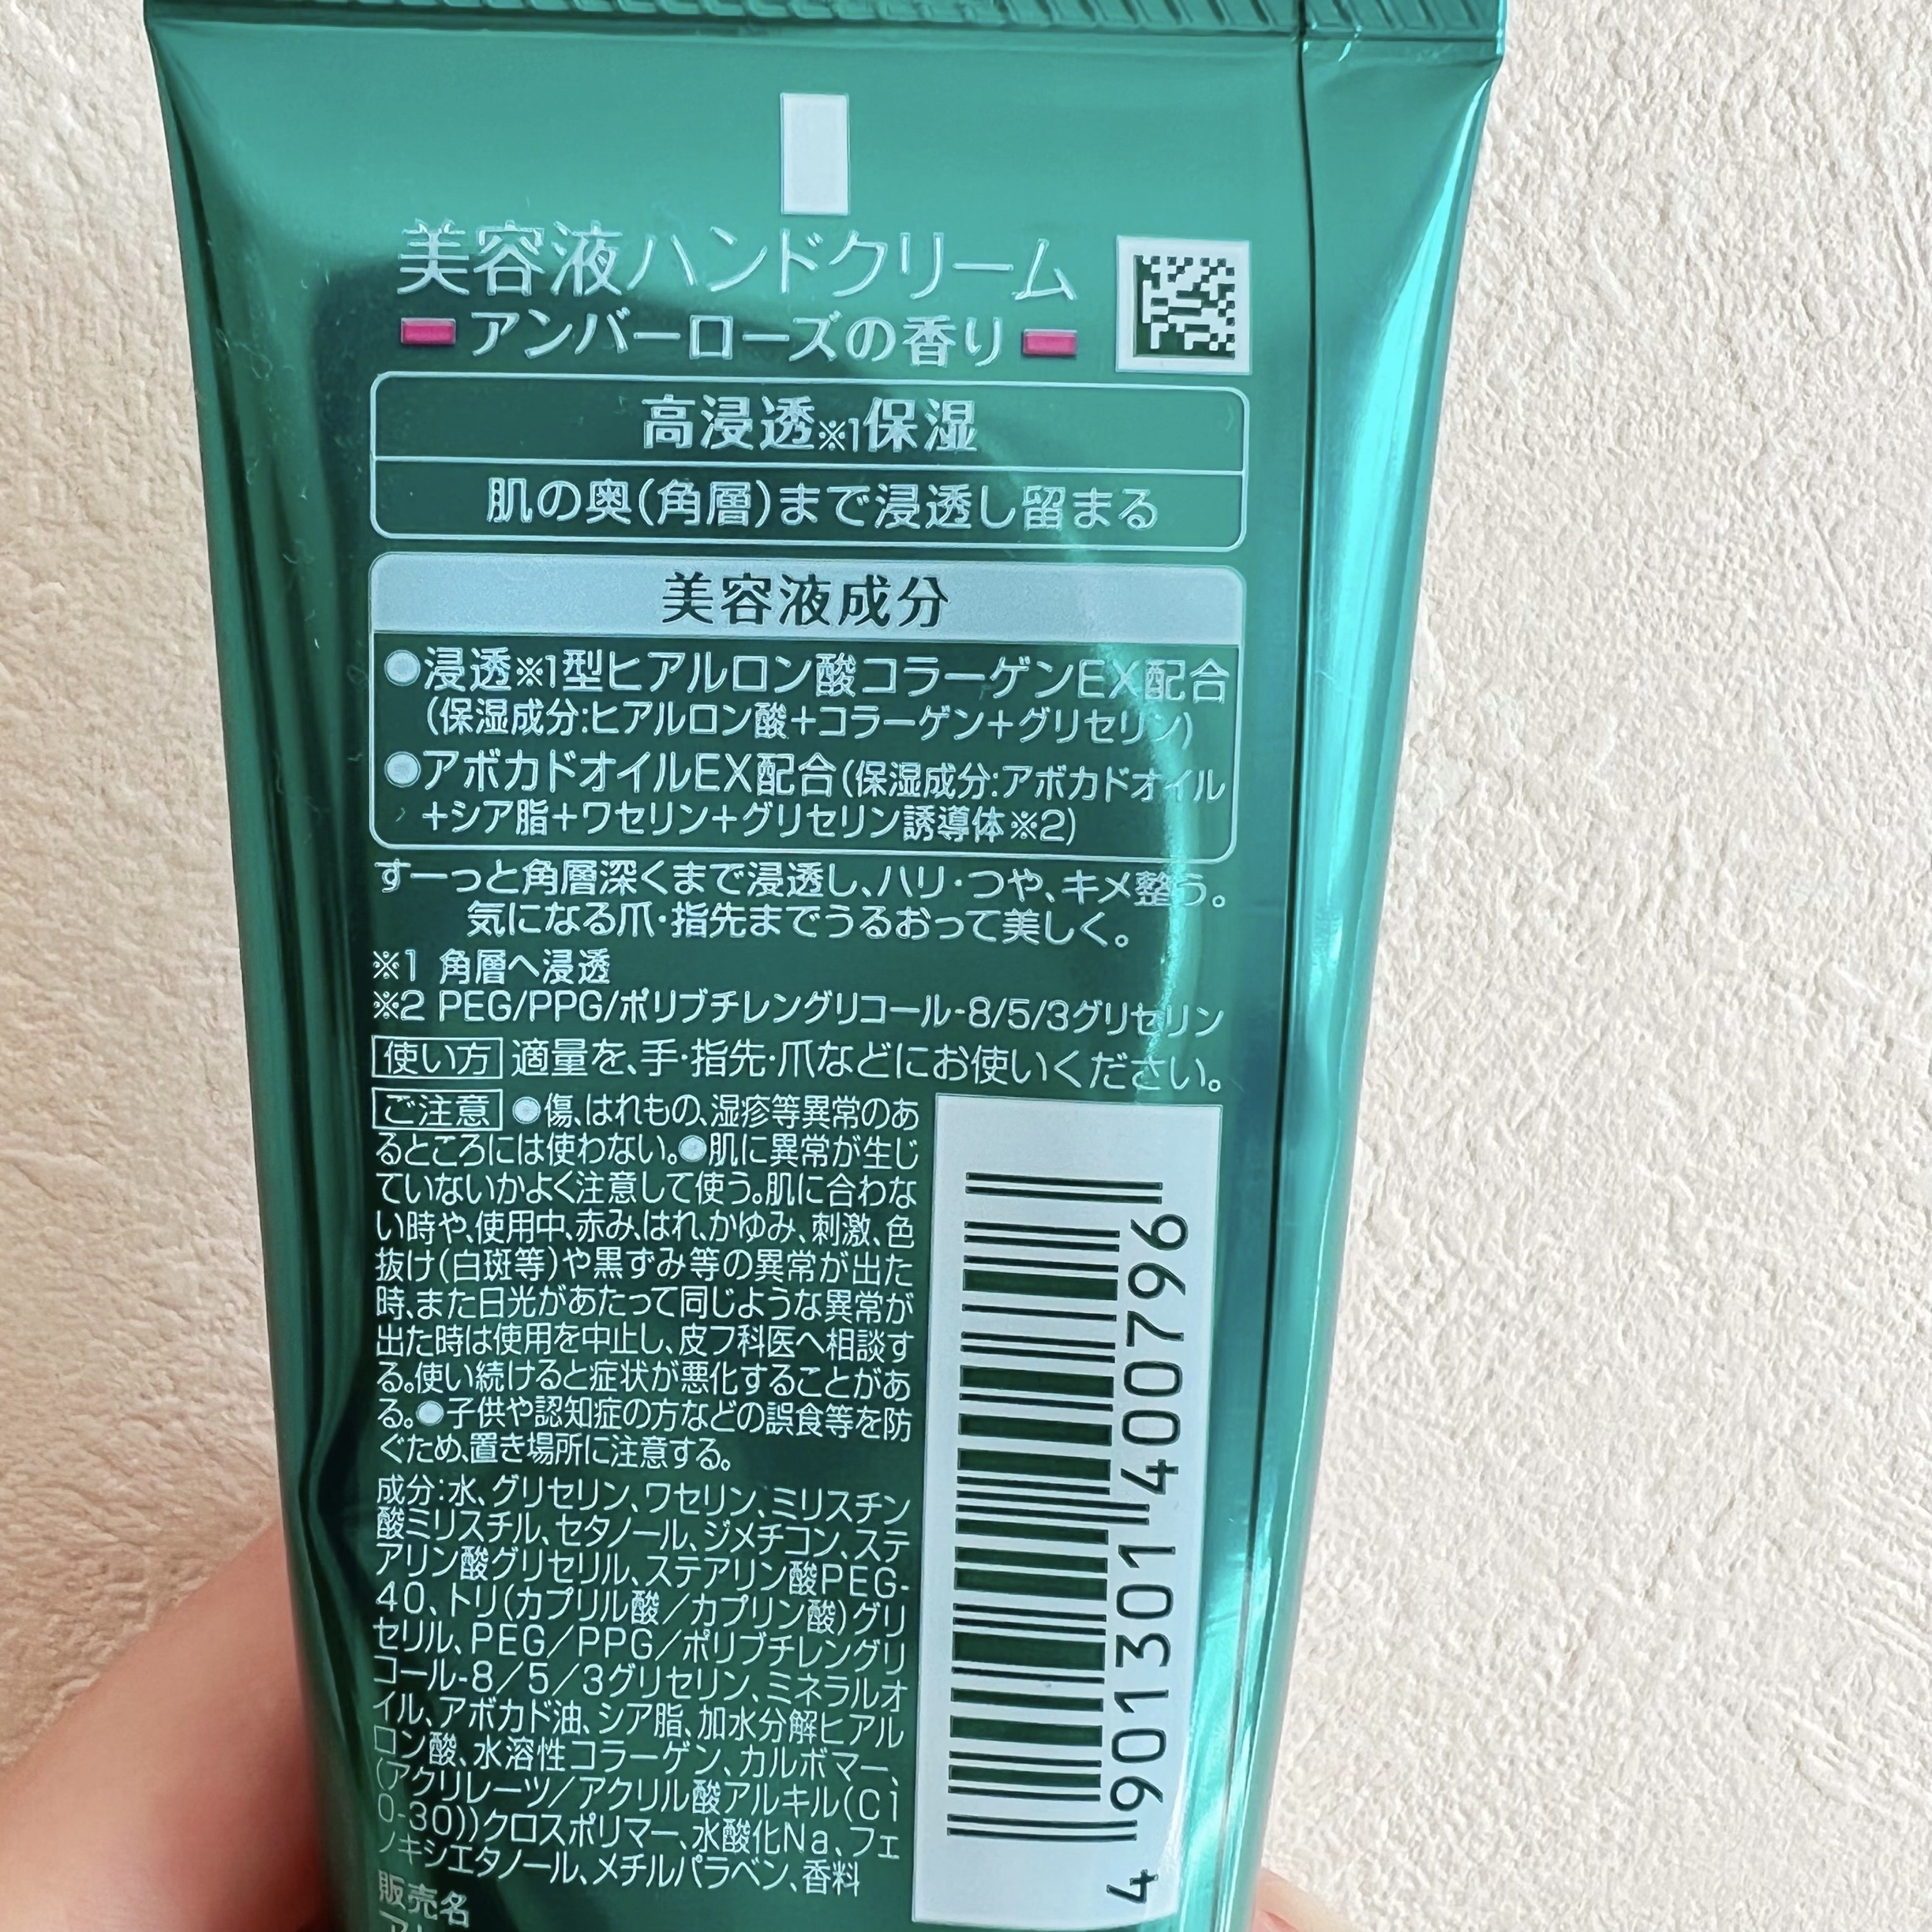 美容液ハンドクリーム
アンバーローズの香り
高浸透※1保湿
肌の奥(角層)まで浸透し留まる
美容液成分
●浸透※1型ヒアルロン酸コラーゲンEX配合
(保湿成分:ヒアルロン酸+コラーゲン+グリセリン)
●アボカドオイルEX配合(保湿成分:アボカドオイル
+シア脂+ワセリン+グリセリン誘導体※2)
すーっと角層深くまで浸透し、ハリ・つや、キメ整う。
気になる爪・指先までうるおって美しく。
※1 角層へ浸透
※2 PEG/PPG/ポリブチレングリコール-8/5/3グリセリン
使い方 適量を、手・指先・爪などにお使いください。
ご注意 ●傷、はれもの、湿疹等異常のあ
るところには使わない。●肌に異常が生じ
ていないかよく注意して使う。肌に合わな
い時や、使用中、赤み、はれ、かゆみ、刺激、色
抜け(白斑等)や黒ずみ等の異常が出た
時、また日光があたって同じような異常が
出た時は使用を中止し、皮フ科医へ相談す
る。使い続けると症状が悪化することがあ
る。●子供や認知症の方などの誤食等を防
ぐため、置き場所に注意する。
成分:水、グリセリン、ワセリン、ミリスチン
酸ミリスチル、セタノール、ジメチコン、ステ
アリン酸グリセリル、ステアリン酸PEG-
40、トリ(カプリル酸/カプリン酸)グリ
セリル、PEG/PPG/ポリブチレングリ
コール-8/5/3グリセリン、ミネラルオ
イル、アボカド油、シア脂、加水分解ヒアル
ロン酸、水溶性コラーゲン、カルボマー、
(アクリレーツ/アクリル酸アルキル(C1
0-30))クロスポリマー、水酸化Na、フェ
ノキシエタノール、メチルパラベン、香料
販売名
4901301400796